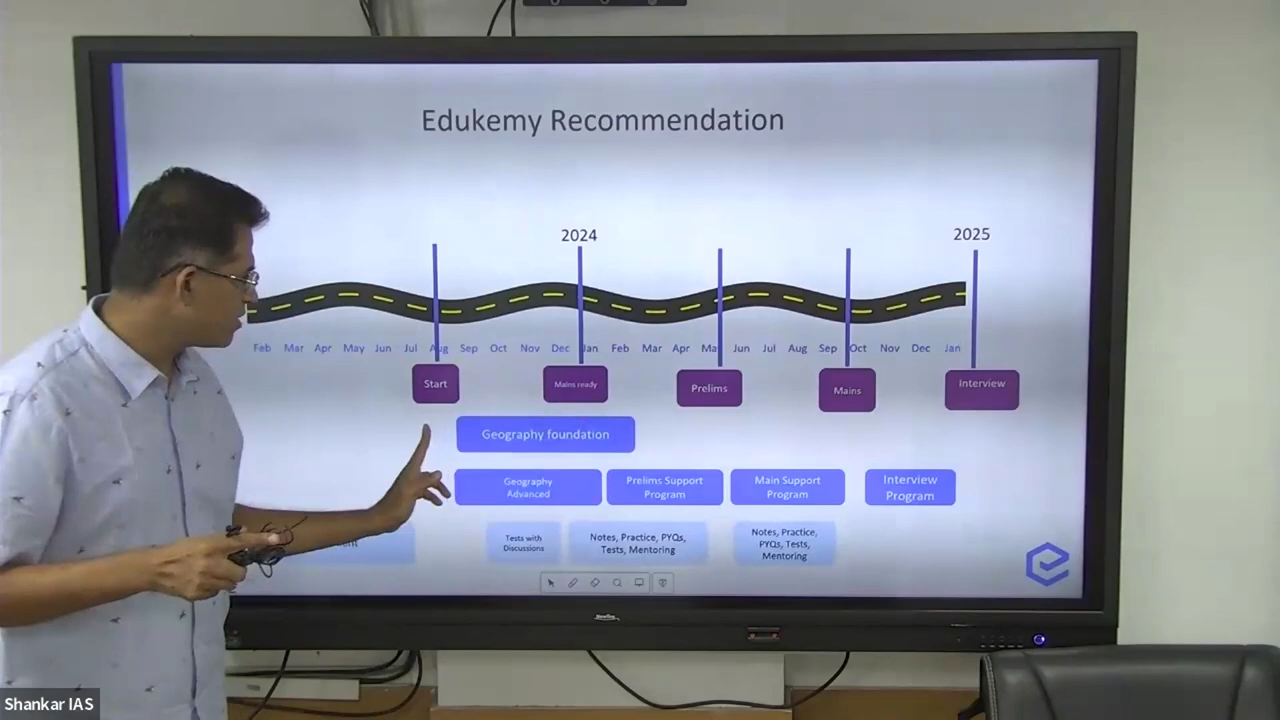 Edukemy Recommendation
2024
2025
Feb Mar Apr May Jun Jul Aug Sep Oct Nov Dec Jan Feb Mar Apr May Jun Jul Aug Sep Oct Nov Dec Jan
Start
Mains ready
Prelims
Mains
Interview
Geography foundation
Geography
Advanced
Prelims Support
Program
Main Support
Program
Interview
Program
Tests with
Discussions
Notes, Practice, PYQs,
Tests, Mentoring
Notes, Practice,
PYQs, Tests,
Mentoring
Shankar IAS